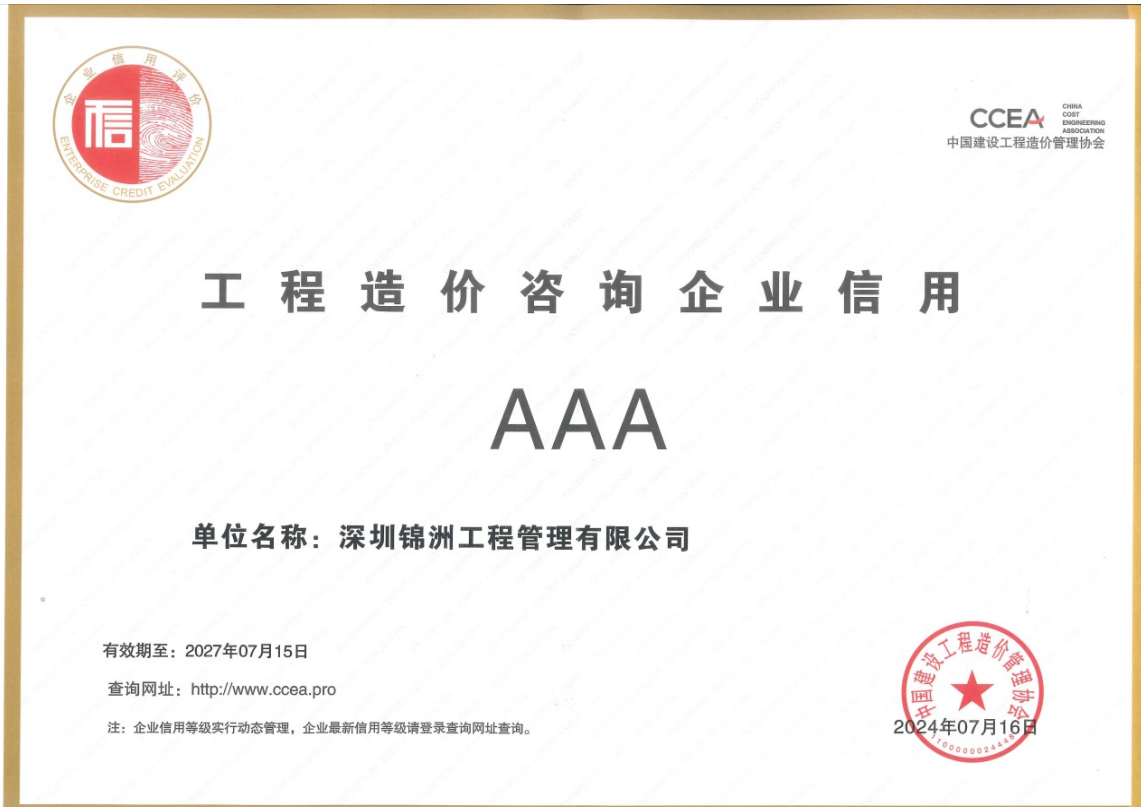 企业信用评价
ENTERPRISE CREDIT EVALUATION
信
CCEA
CHINA
COST
ENGINEERING
ASSOCIATION
中国建设工程造价管理协会
工程造价咨询企业信用
AAA
单位名称：深圳锦洲工程管理有限公司
有效期至：2027年07月15日
查询网址：http://www.ccea.pro
注：企业信用等级实行动态管理，企业最新信用等级请登录查询网址查询。
中国建设工程造价管理协会
2024年07月16日